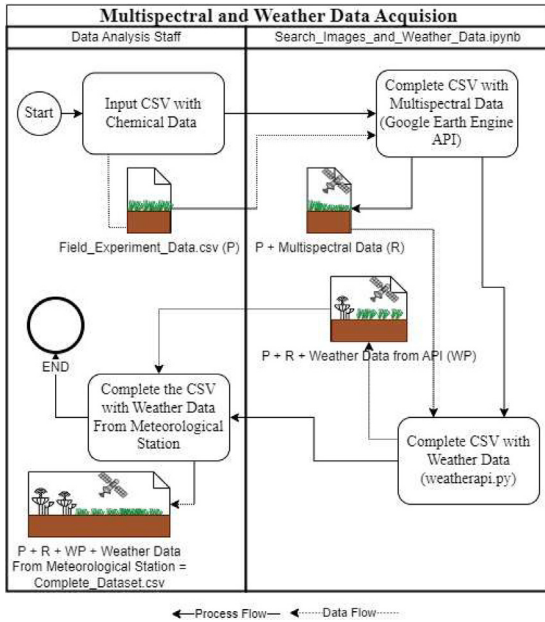 Multispectral and Weather Data Acquision
Data Analysis Staff
Search_Images_and_Weather_Data.ipynb
Start
Input CSV with
Chemical Data
Complete CSV with
Multispectral Data
(Google Earth Engine
API)
Field_Experiment_Data.csv (P)
P + Multispectral Data (R)
P + R + Weather Data from API (WP)
END
Complete the CSV
with Weather Data
From Meteorological
Station
Complete CSV with
Weather Data
(weatherapi.py)
P + R + WP + Weather Data
From Meteorological Station =
Complete_Dataset.csv
Process Flow
Data Flow